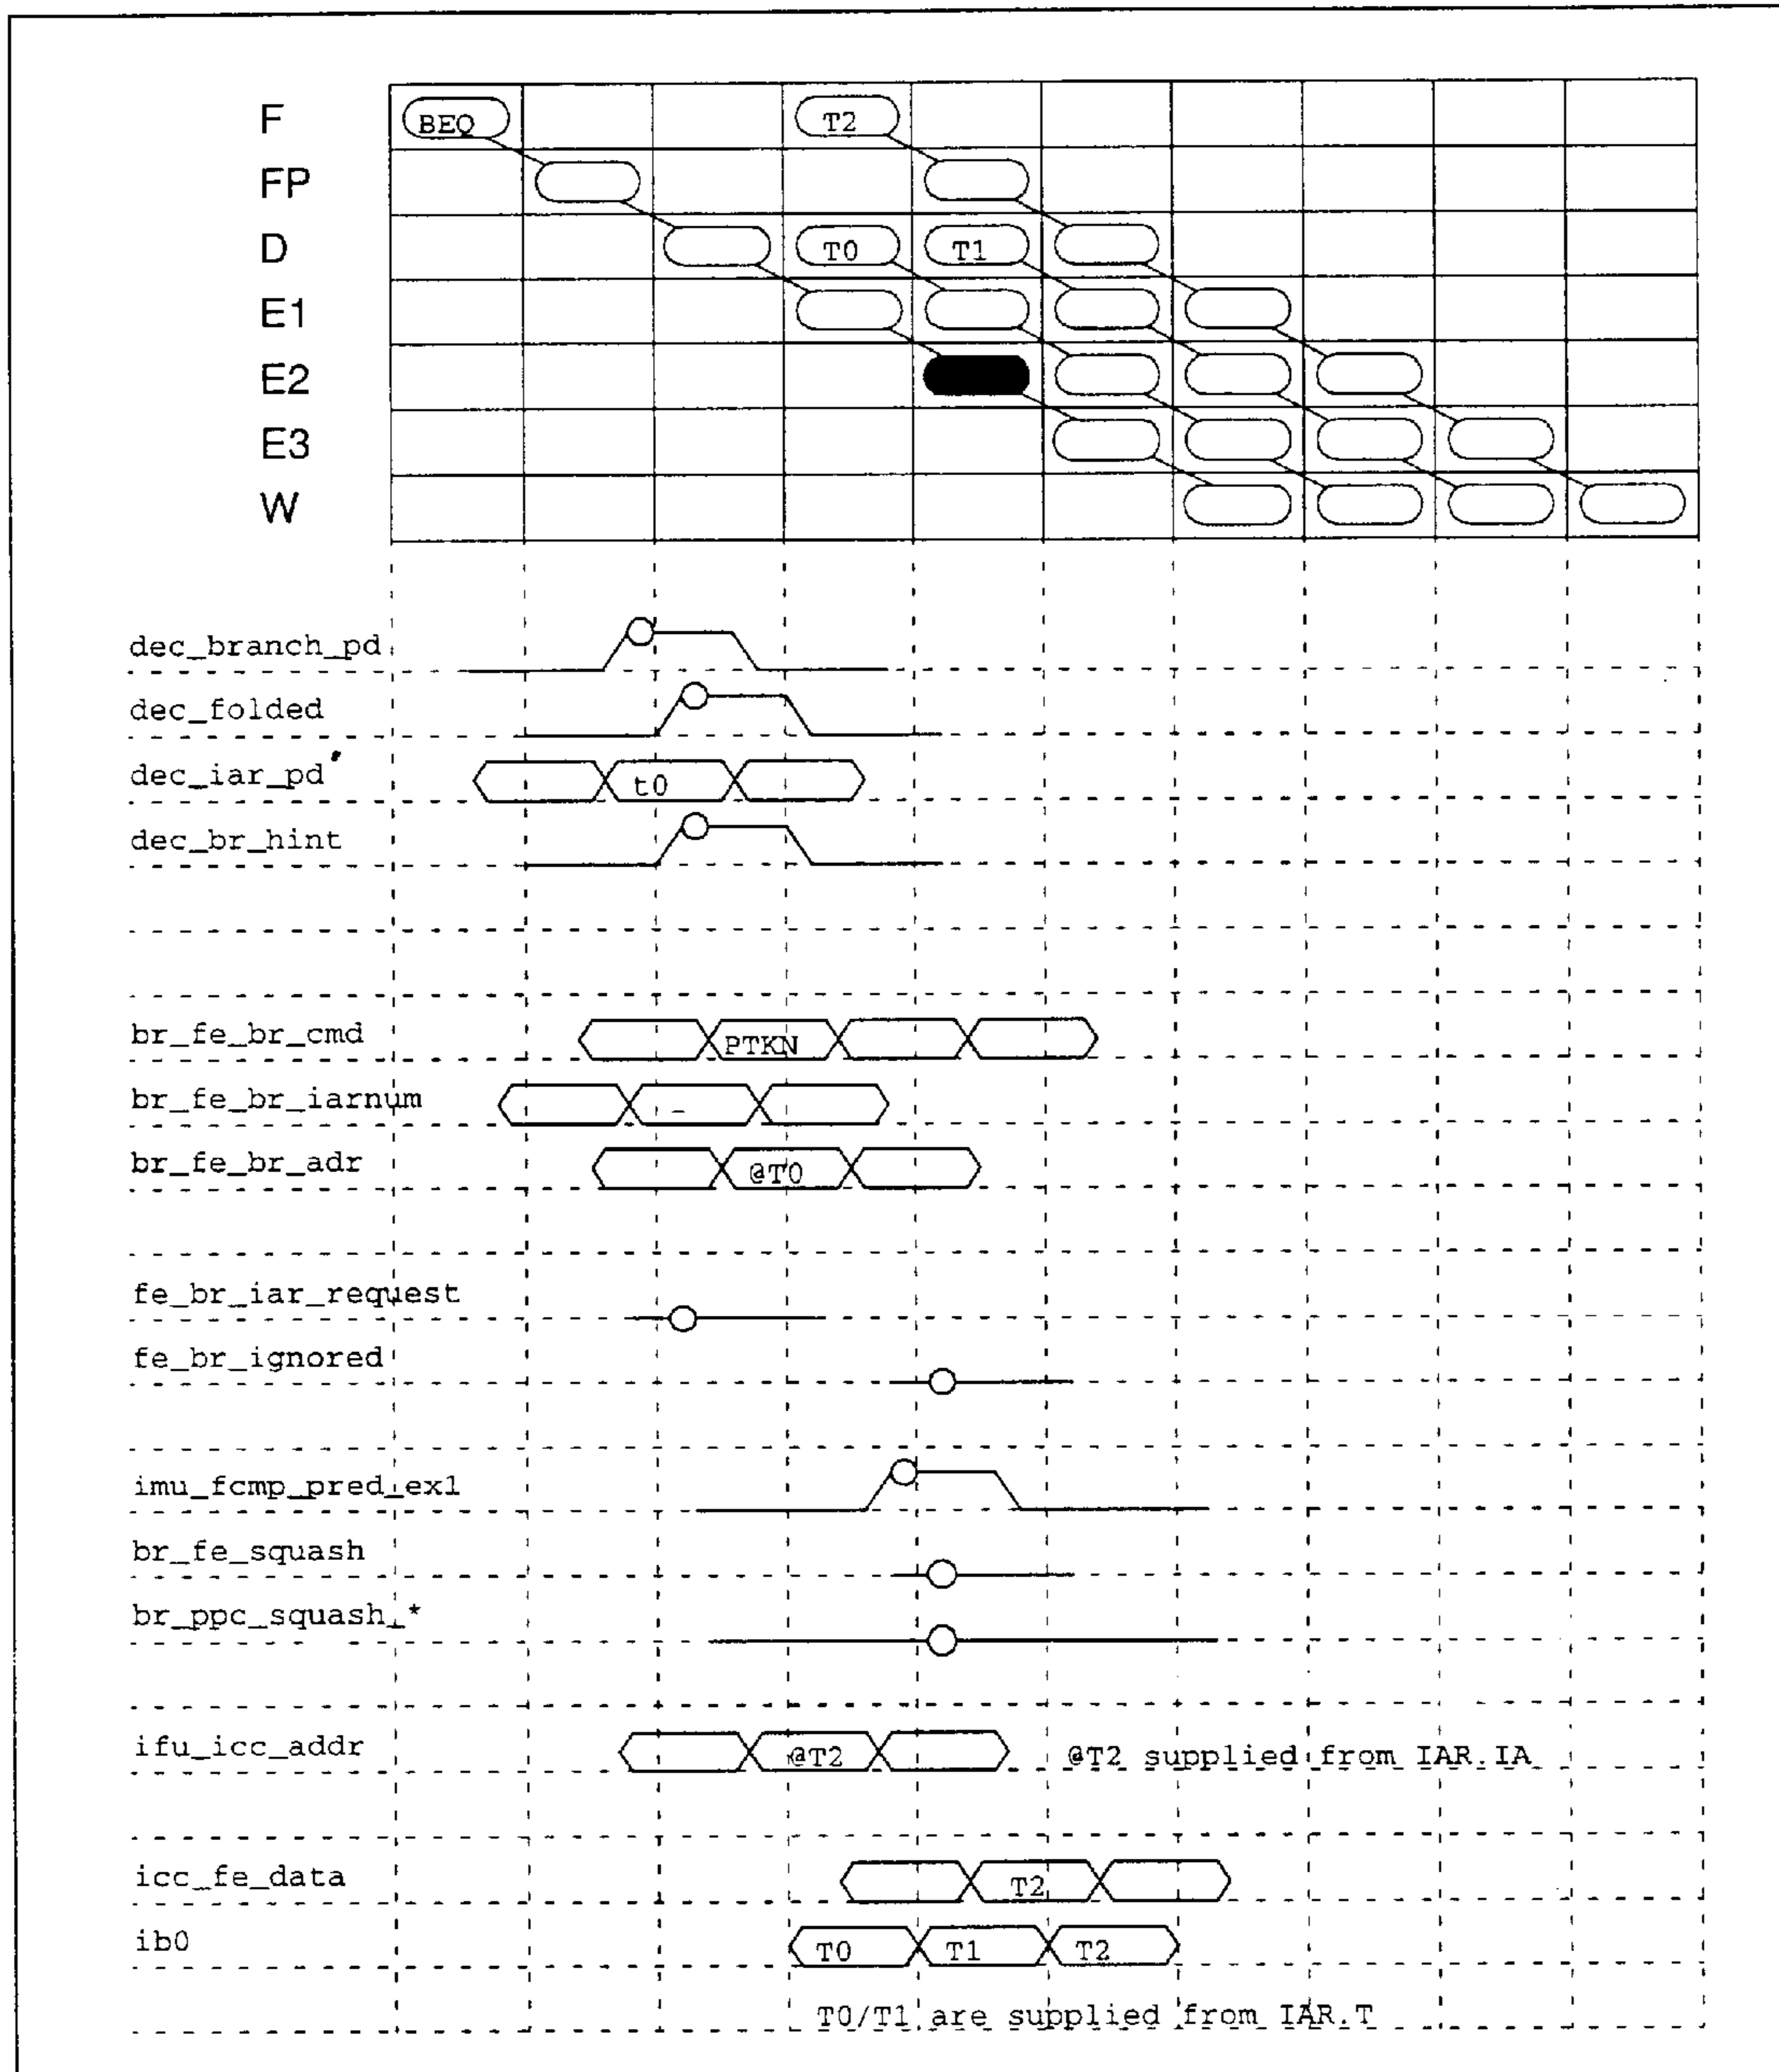 F BEQ T2
FP
D T0 T1
E1
E2
E3
W
dec_branch_pd
dec_folded
dec_iar_pd t0
dec_br_hint
br_fe_br_cmd PTKN
br_fe_br_iarnum -
br_fe_br_adr @T0
fe_br_iar_request
fe_br_ignored
imu_fcmp_pred_ex1
br_fe_squash
br_ppc_squash_*
ifu_icc_addr @T2 @T2 supplied from IAR.IA
icc_fe_data T2
ib0 T0 T1 T2
T0/T1 are supplied from IAR.T